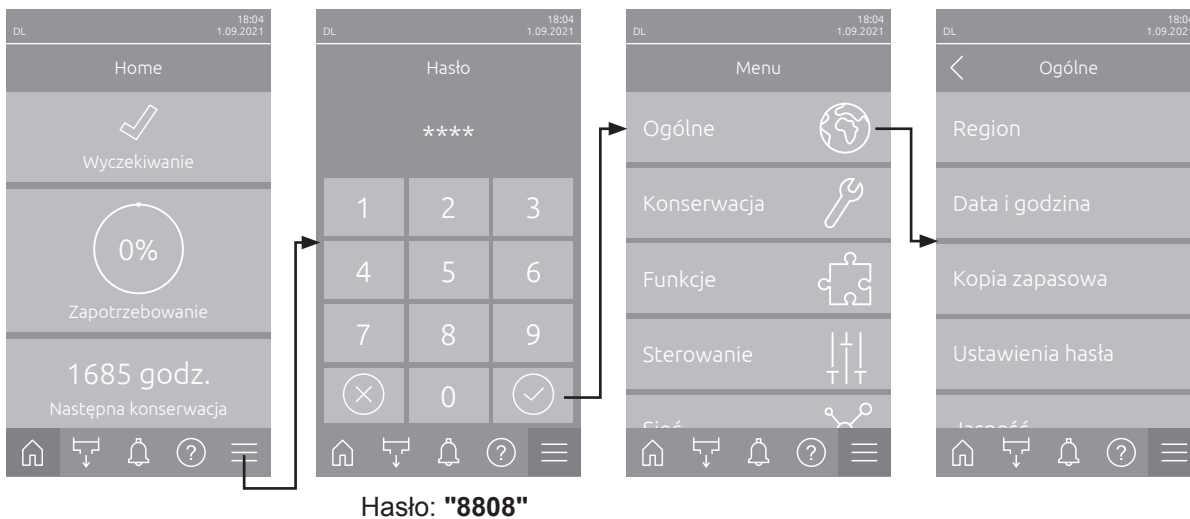 18:04
DL 1.09.2021
Home
Wyczekiwanie
0%
Zapotrzebowanie
1685 godz.
Następna konserwacja
18:04
DL 1.09.2021
Hasło
****
1 2 3
4 5 6
7 8 9
0
18:04
DL 1.09.2021
Menu
Ogólne
Konserwacja
Funkcje
Sterowanie
Sieć
18:04
DL 1.09.2021
Ogólne
Region
Data i godzina
Kopia zapasowa
Ustawienia hasła
Jasność
Hasło: "8808"